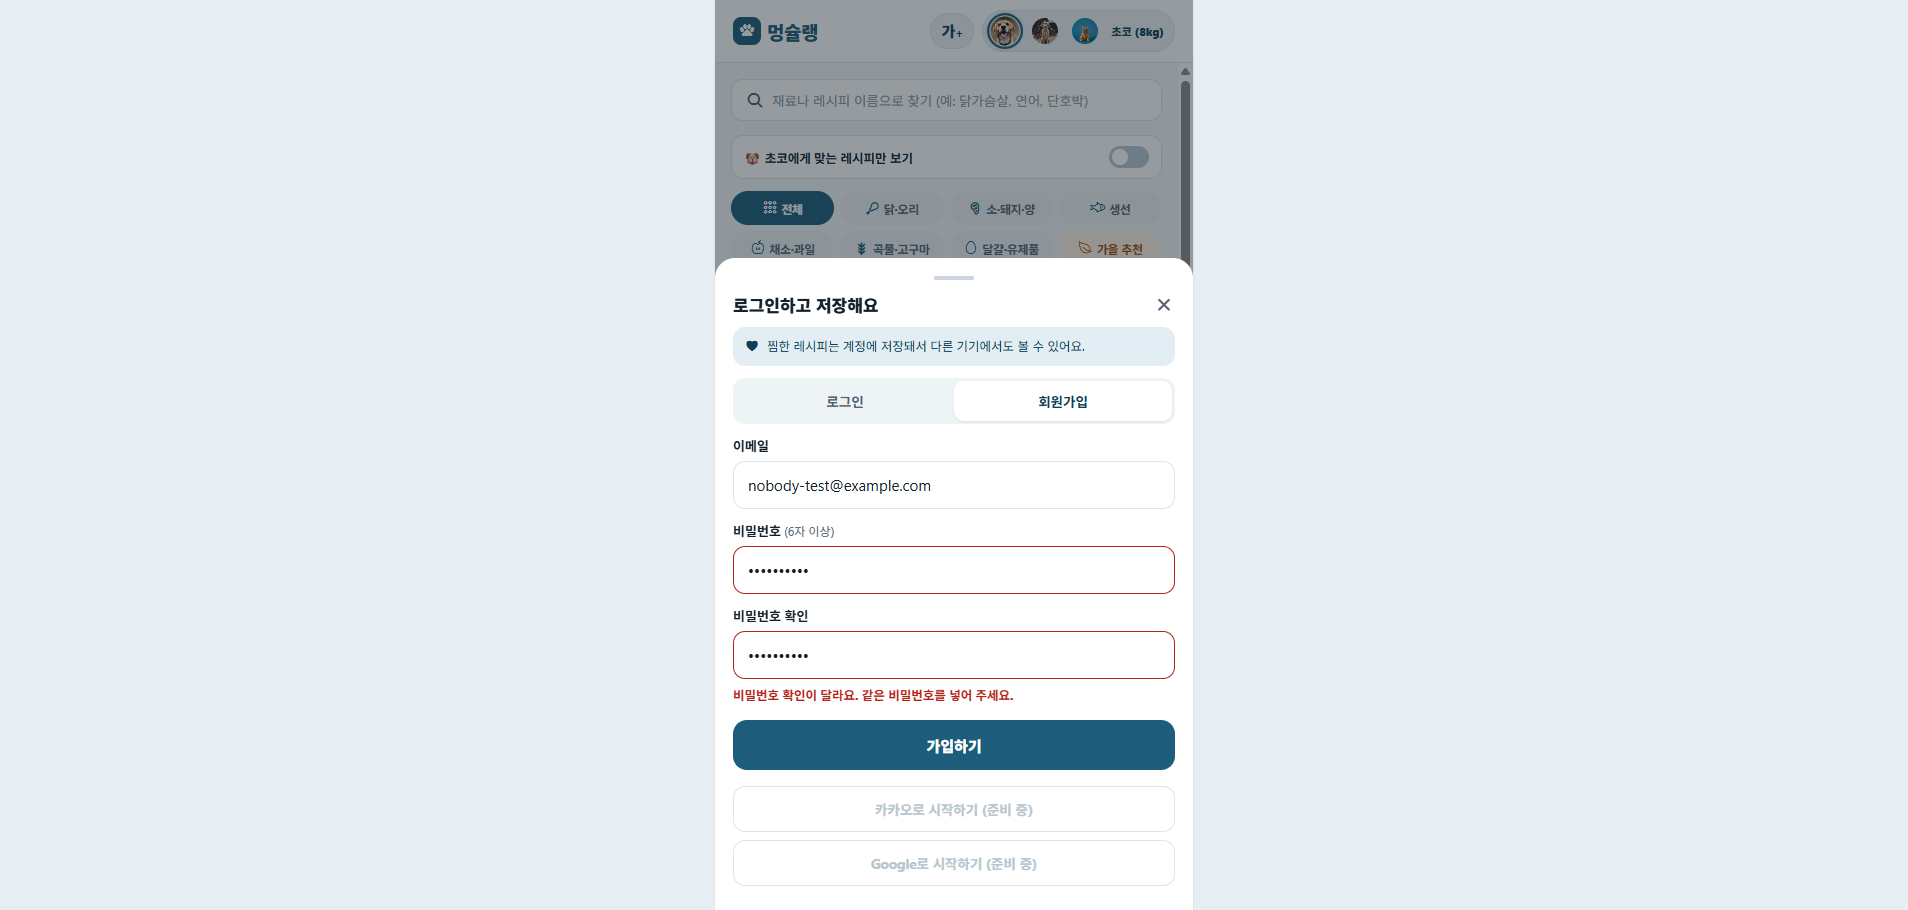 멍슐랭
가+
초코 (8kg)
재료나 레시피 이름으로 찾기 (예: 닭가슴살, 연어, 단호박)
초코에게 맞는 레시피만 보기
전체
닭·오리
소·돼지·양
생선
채소·과일
곡물·고구마
달걀·유제품
가을 추천
로그인하고 저장해요
찜한 레시피는 계정에 저장돼서 다른 기기에서도 볼 수 있어요.
로그인
회원가입
이메일
nobody-test@example.com
비밀번호 (6자 이상)
••••••••••
비밀번호 확인
••••••••••
비밀번호 확인이 달라요. 같은 비밀번호를 넣어 주세요.
가입하기
카카오로 시작하기 (준비 중)
Google로 시작하기 (준비 중)